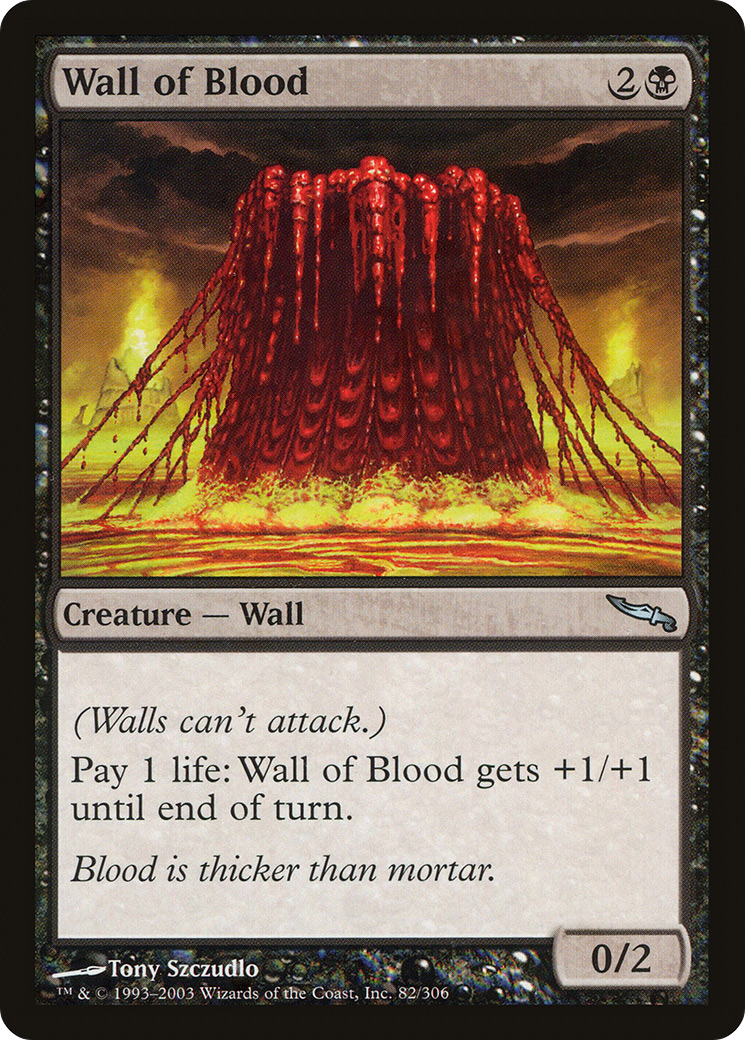 Wall of Blood 2
Creature — Wall
(Walls can't attack.)
Pay 1 life: Wall of Blood gets +1/+1
until end of turn.
Blood is thicker than mortar.
0/2
Tony Szczudlo
™ & © 1993–2003 Wizards of the Coast, Inc. 82/306